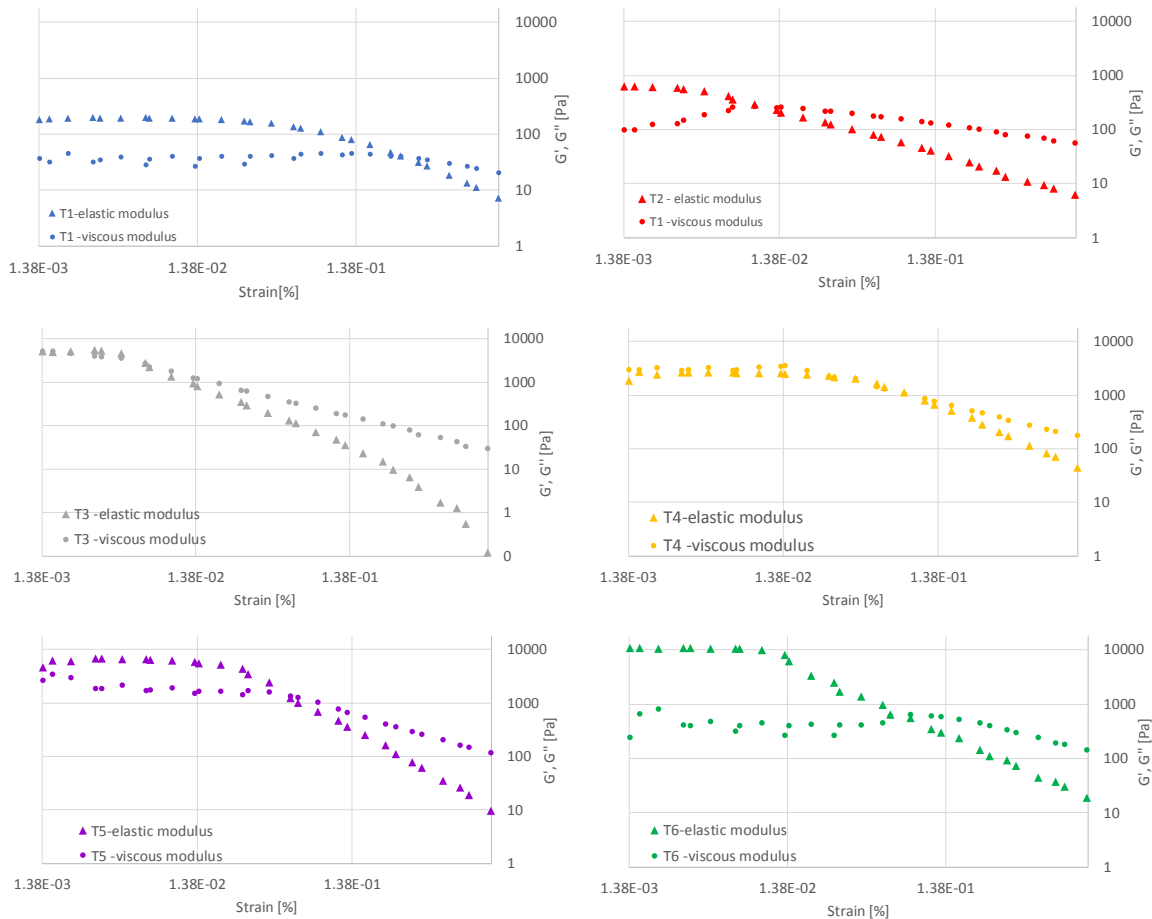 10000
1000
100
10
1
G', G'' [Pa]
T1-elastic modulus
T1 -viscous modulus
1.38E-03
1.38E-02
1.38E-01
Strain[%]
10000
1000
100
10
1
G', G'' [Pa]
T2 - elastic modulus
T1 -viscous modulus
1.38E-03
1.38E-02
1.38E-01
Strain [%]
10000
1000
100
10
1
0
G', G'' [Pa]
T3 -elastic modulus
T3 -viscous modulus
1.38E-03
1.38E-02
1.38E-01
Strain [%]
10000
1000
100
10
1
G', G'' [Pa]
T4-elastic modulus
T4 -viscous modulus
1.38E-03
1.38E-02
1.38E-01
Strain [%]
10000
1000
100
10
1
G', G'' [Pa]
T5-elastic modulus
T5 -viscous modulus
1.38E-03
1.38E-02
1.38E-01
Strain [%]
10000
1000
100
10
1
G', G'' [Pa]
T6-elastic modulus
T6 -viscous modulus
1.38E-03
1.38E-02
1.38E-01
Strain [%]